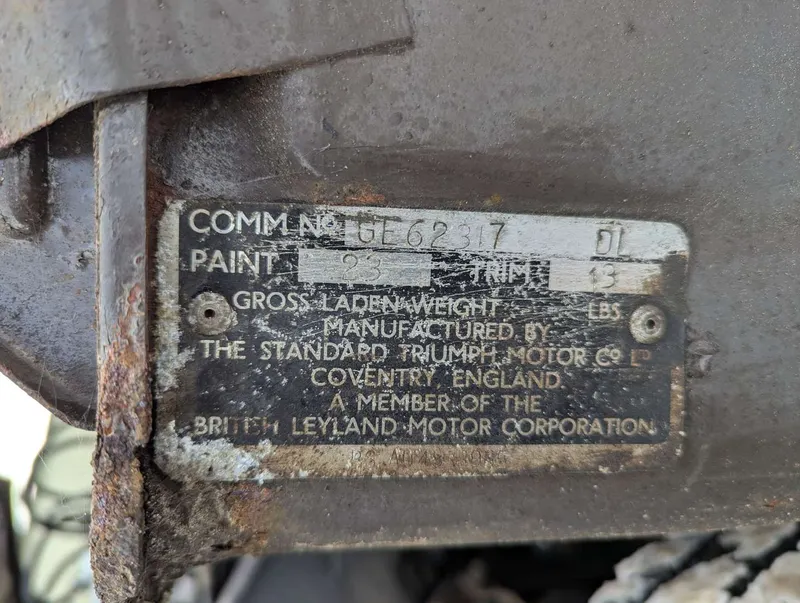 COMM. Nº GE62317 DL
PAINT 23 TRIM 13
GROSS LADEN WEIGHT LBS
MANUFACTURED BY
THE STANDARD TRIUMPH MOTOR Cº Lᴰ
COVENTRY, ENGLAND.
A MEMBER OF THE
BRITISH LEYLAND MOTOR CORPORATION